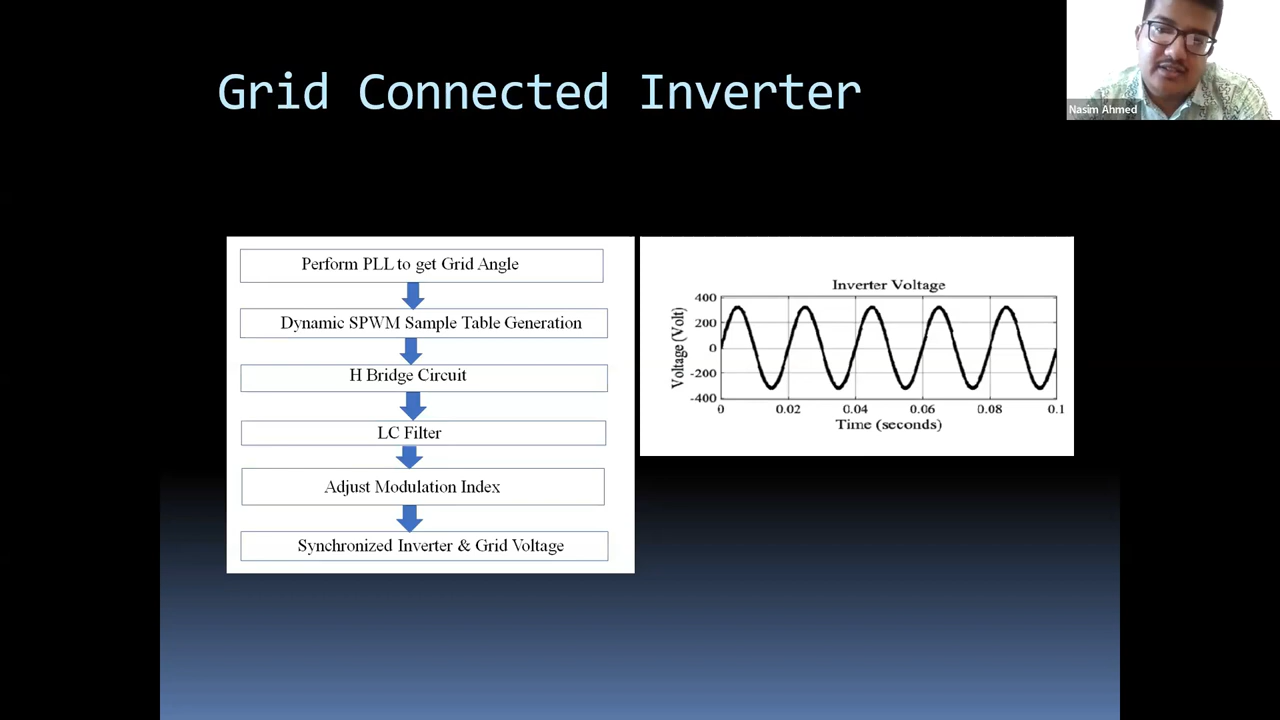 Grid Connected Inverter
Nasim Ahmed
Perform PLL to get Grid Angle
Dynamic SPWM Sample Table Generation
H Bridge Circuit
LC Filter
Adjust Modulation Index
Synchronized Inverter & Grid Voltage
Inverter Voltage
Voltage (Volt)
400
200
0
-200
-400
0 0.02 0.04 0.06 0.08 0.1
Time (seconds)